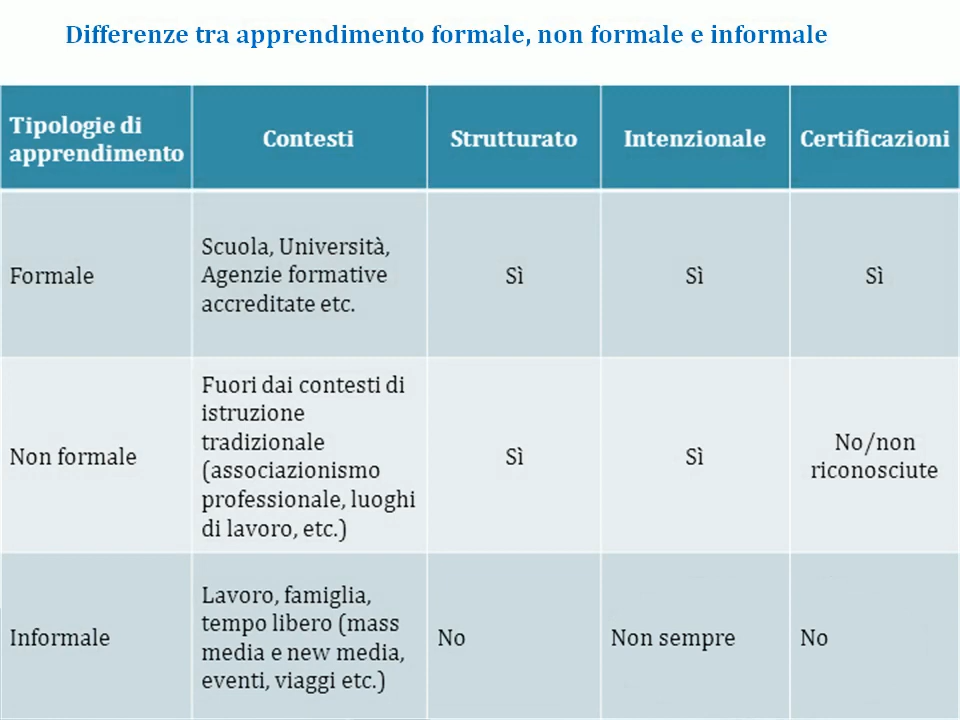 Differenze tra apprendimento formale, non formale e informale
Tipologie di
apprendimento
Contesti
Strutturato
Intenzionale
Certificazioni
Formale
Scuola, Università,
Agenzie formative
accreditate etc.
Sì
Sì
Sì
Non formale
Fuori dai contesti di
istruzione
tradizionale
(associazionismo
professionale, luoghi
di lavoro, etc.)
Sì
Sì
No/non
riconosciute
Informale
Lavoro, famiglia,
tempo libero (mass
media e new media,
eventi, viaggi etc.)
No
Non sempre
No